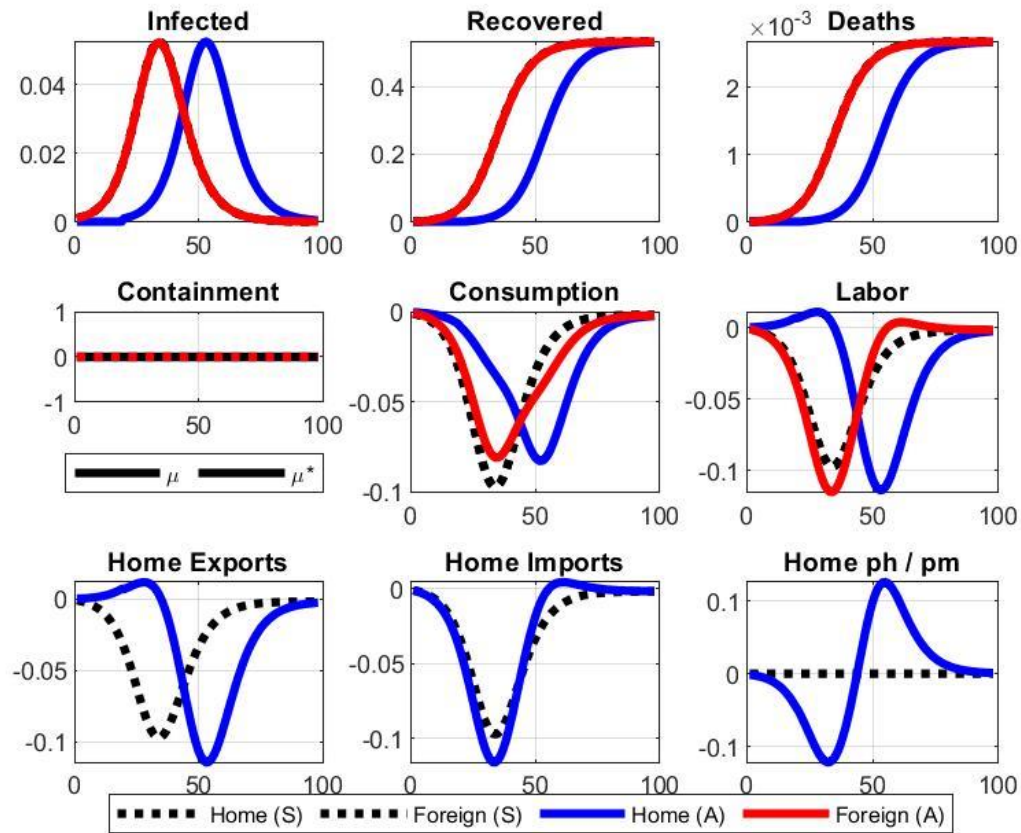 Infected Recovered Deaths
×10⁻³
0.04
0.02
0
0 50 100
0.4
0.2
0
0 50 100
2
1
0
0 50 100
Containment Consumption Labor
1
0
-1
0 50 100
μ μ*
0
-0.05
-0.1
0 50 100
0
-0.05
-0.1
0 50 100
Home Exports Home Imports Home ph / pm
0
-0.05
-0.1
0 50 100
0
-0.05
-0.1
0 50 100
0.1
0
-0.1
0 50 100
Home (S) Foreign (S) Home (A) Foreign (A)